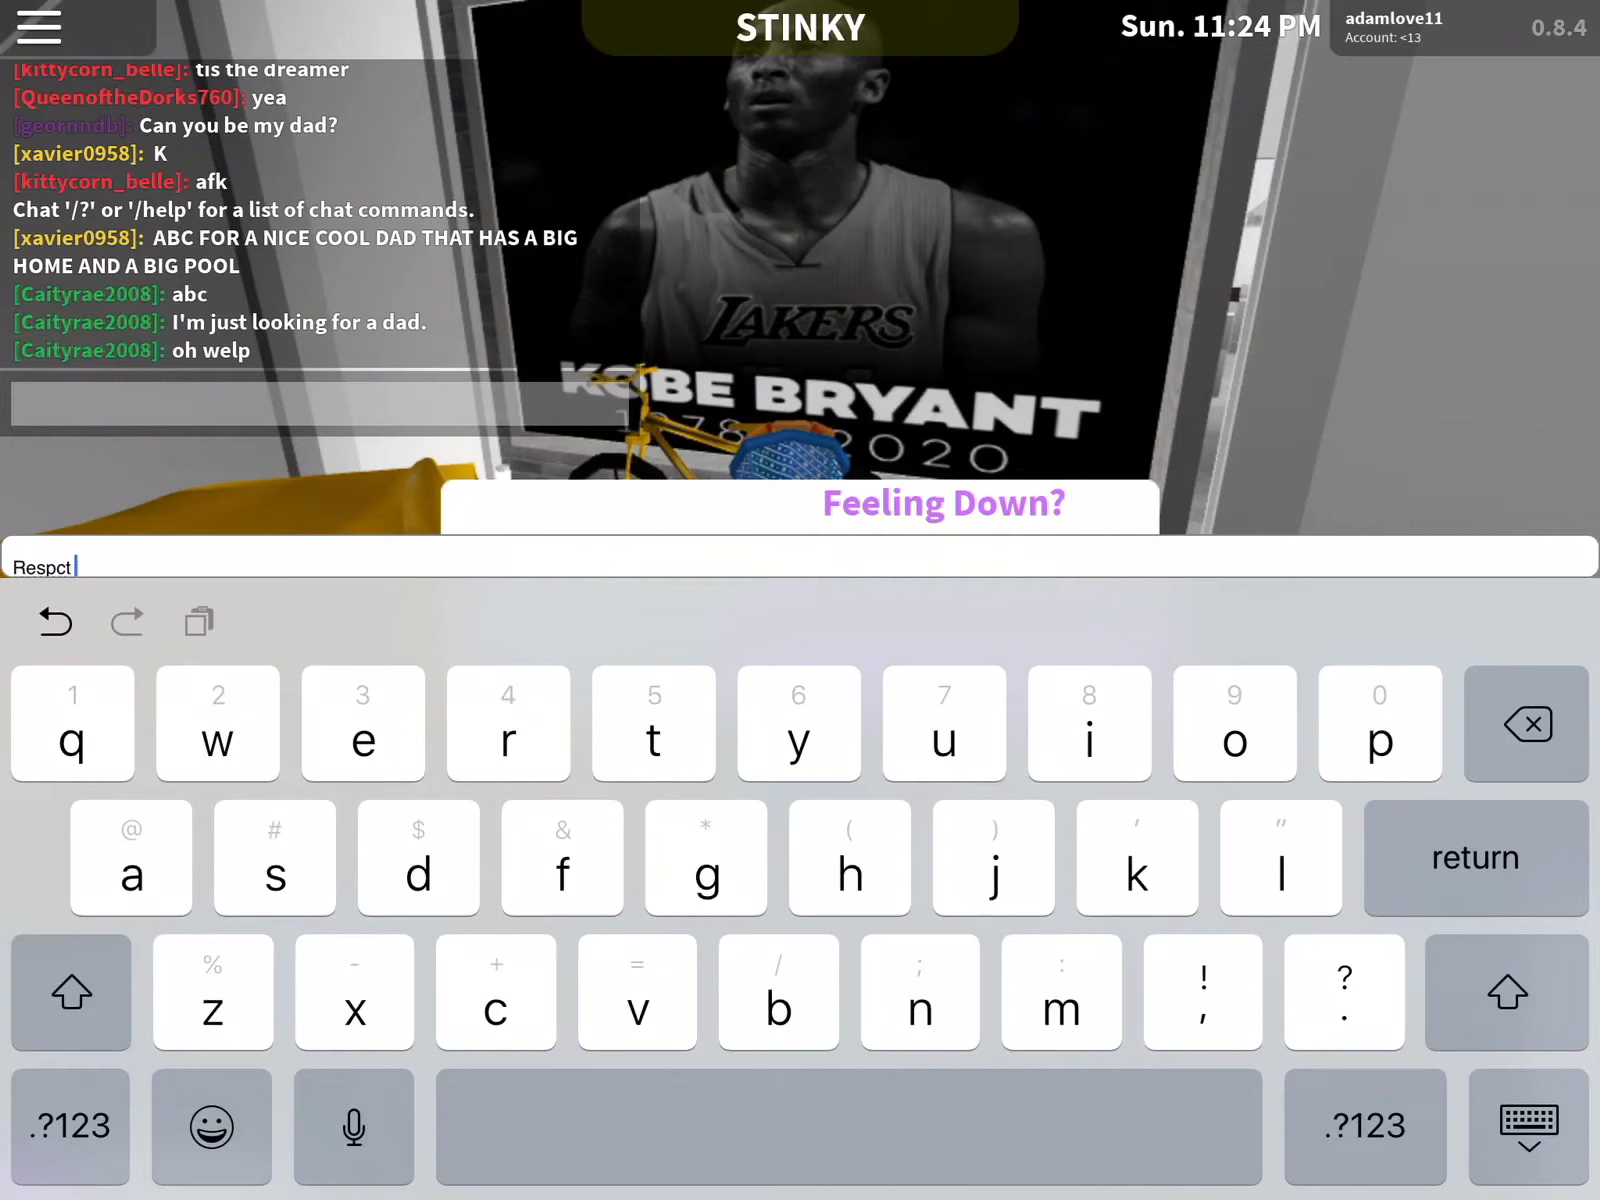 STINKY
Sun. 11:24 PM
adamlove11
Account: <13
0.8.4
[kittycorn_belle]: tis the dreamer
[QueenoftheDorks760]: yea
[geornndb]: Can you be my dad?
[xavier0958]: K
[kittycorn_belle]: afk
Chat '/?' or '/help' for a list of chat commands.
[xavier0958]: ABC FOR A NICE COOL DAD THAT HAS A BIG
HOME AND A BIG POOL
[Caityrae2008]: abc
[Caityrae2008]: I'm just looking for a dad.
[Caityrae2008]: oh welp
LAKERS
KOBE BRYANT
1978 2020
Feeling Down?
Respct
1 2 3 4 5 6 7 8 9 0
q w e r t y u i o p
@ # $ & * ( ) ' "
a s d f g h j k l return
% - + = / ; : ! ?
z x c v b n m , .
.?123 .?123